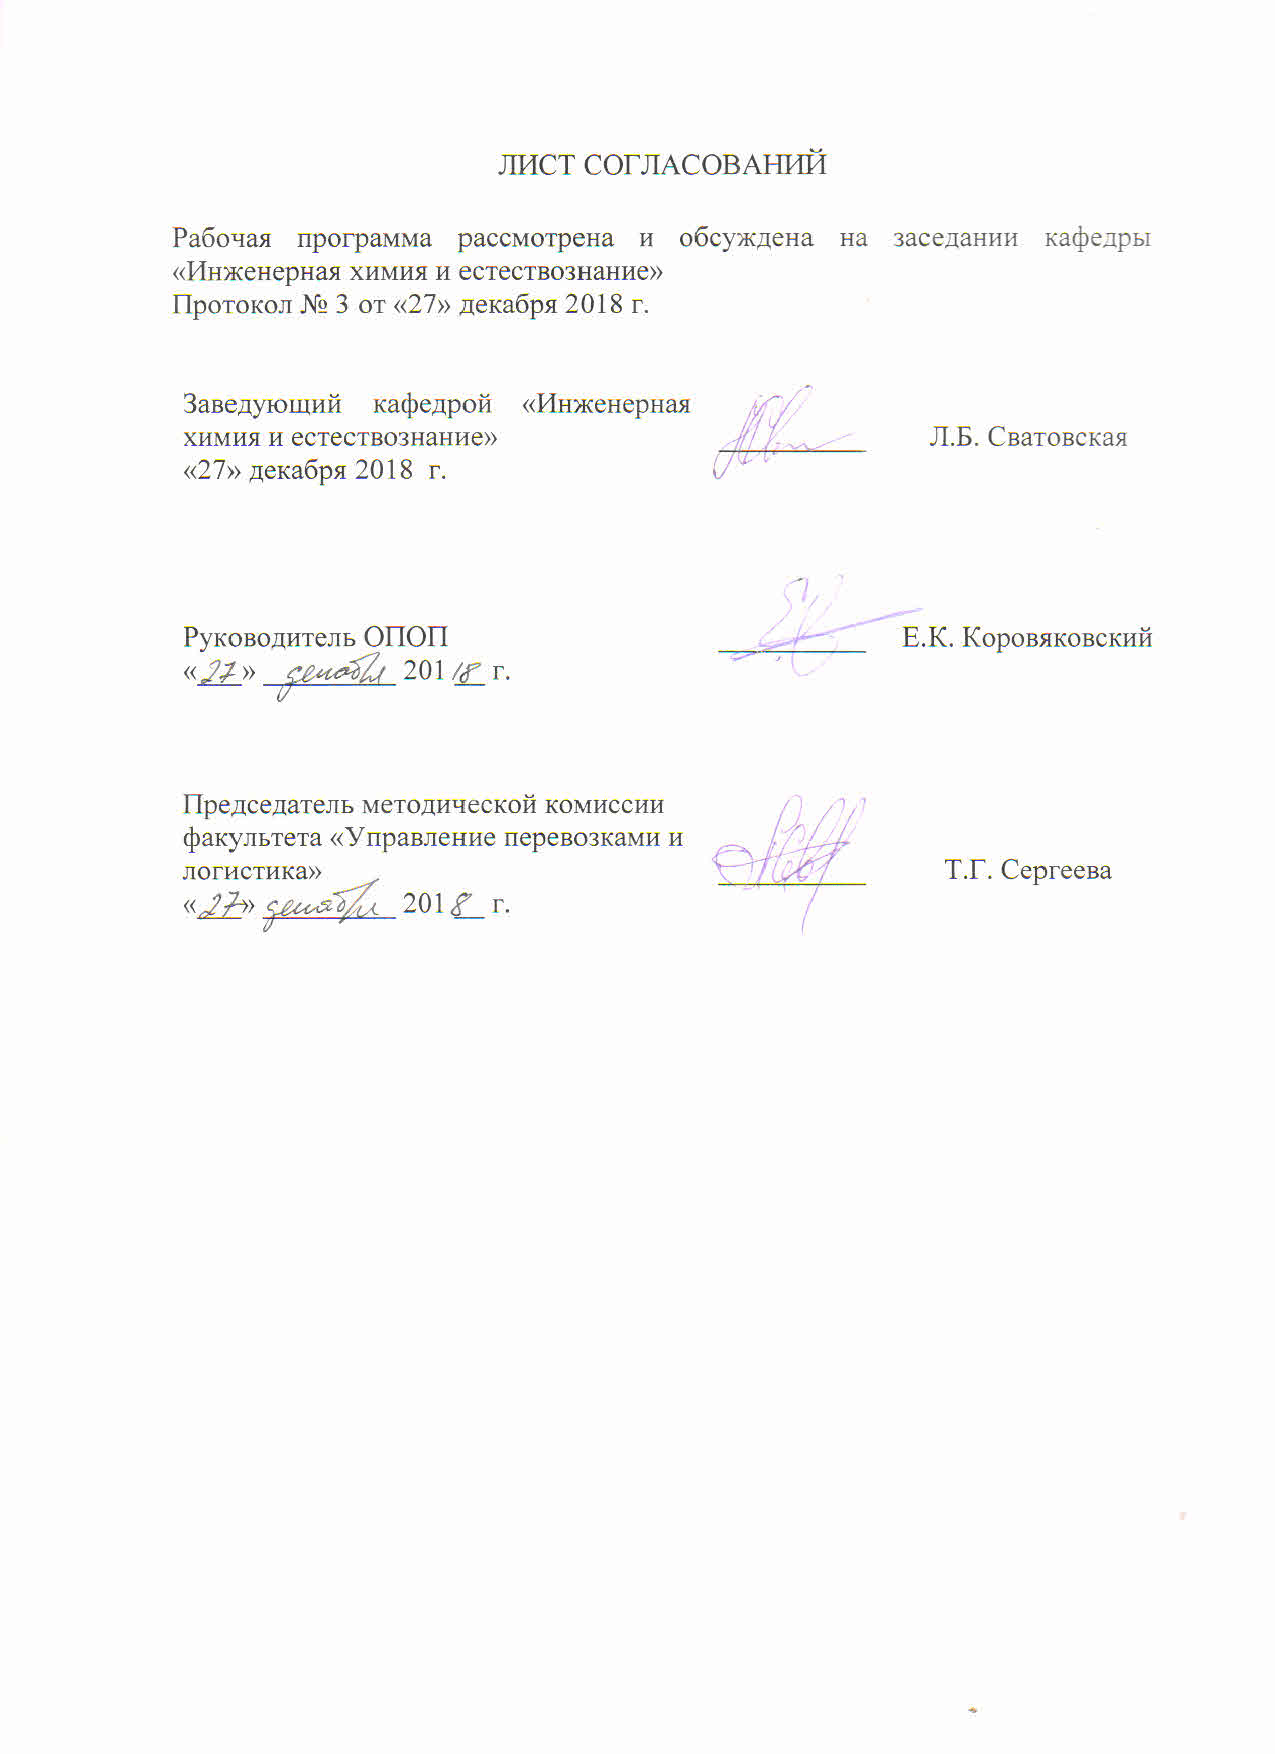 ЛИСТ СОГЛАСОВАНИЙ
Рабочая программа рассмотрена и обсуждена на заседании кафедры
«Инженерная химия и естествознание»
Протокол № 3 от «27» декабря 2018 г.
Заведующий кафедрой «Инженерная
химия и естествознание» Л.Б. Сватовская
«27» декабря 2018 г.
Руководитель ОПОП Е.К. Коровяковский
«27» декабря 201 18 г.
Председатель методической комиссии
факультета «Управление перевозками и
логистика» Т.Г. Сергеева
«27» декабря 2018 г.